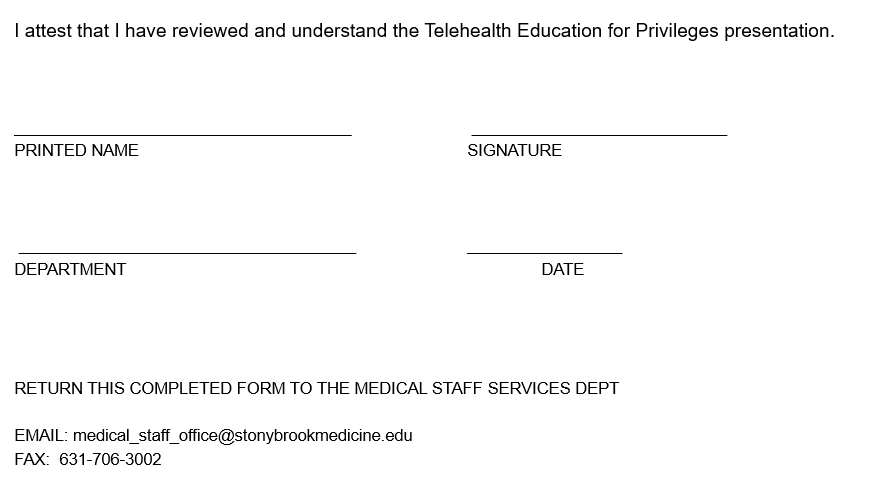 I attest that I have reviewed and understand the Telehealth Education for Privileges presentation.
PRINTED NAME
SIGNATURE
DEPARTMENT
DATE
RETURN THIS COMPLETED FORM TO THE MEDICAL STAFF SERVICES DEPT
EMAIL: medical_staff_office@stonybrookmedicine.edu
FAX:  631-706-3002